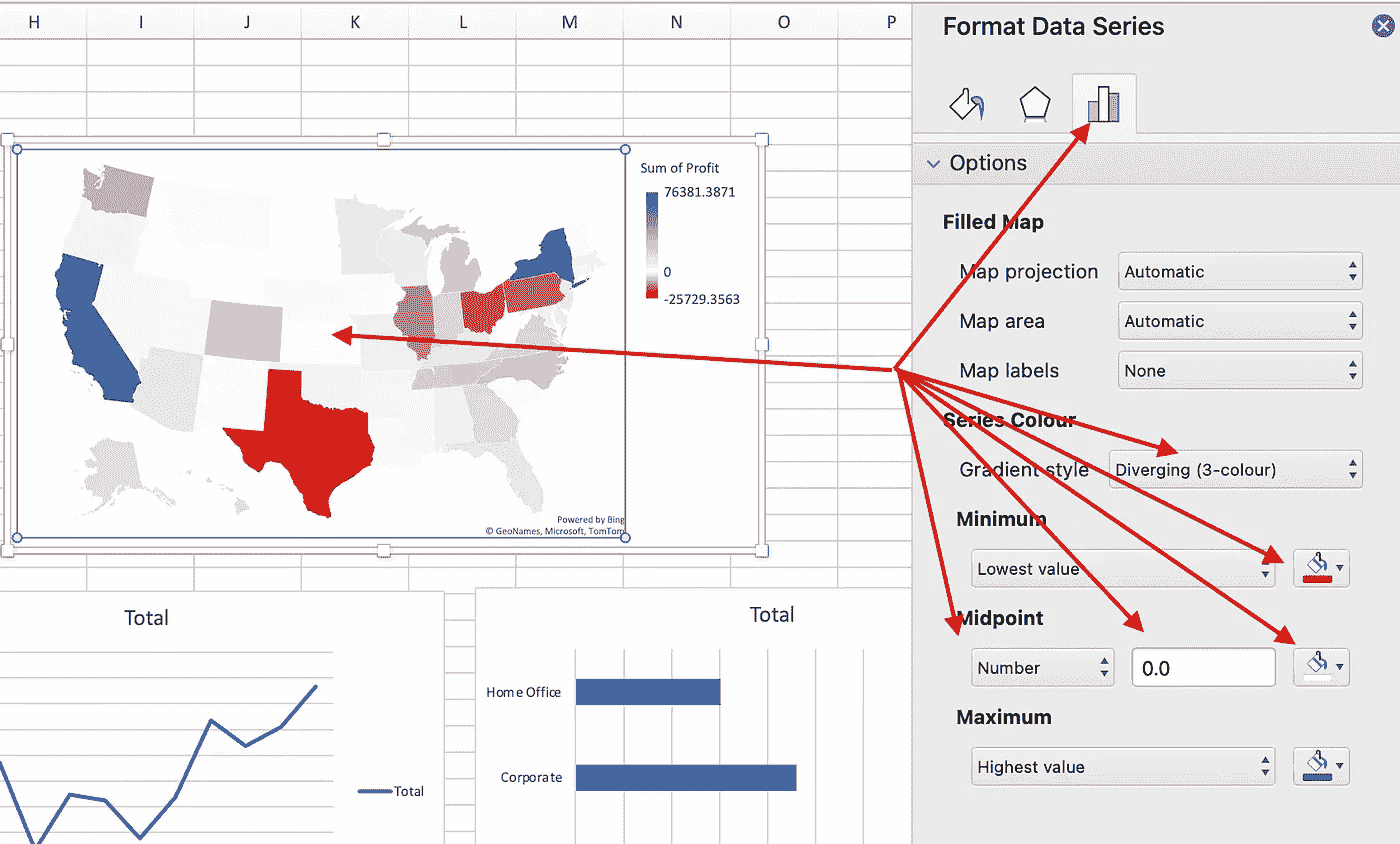 H I J K L M N O P
Format Data Series
Options
Filled Map
Map projection Automatic
Map area Automatic
Map labels None
Series Colour
Gradient style Diverging (3-colour)
Minimum
Lowest value
Midpoint
Number 0.0
Maximum
Highest value
Sum of Profit
76381.3871
0
-25729.3563
Powered by Bing
© GeoNames, Microsoft, TomTom
Total
Total
Total
Home Office
Corporate